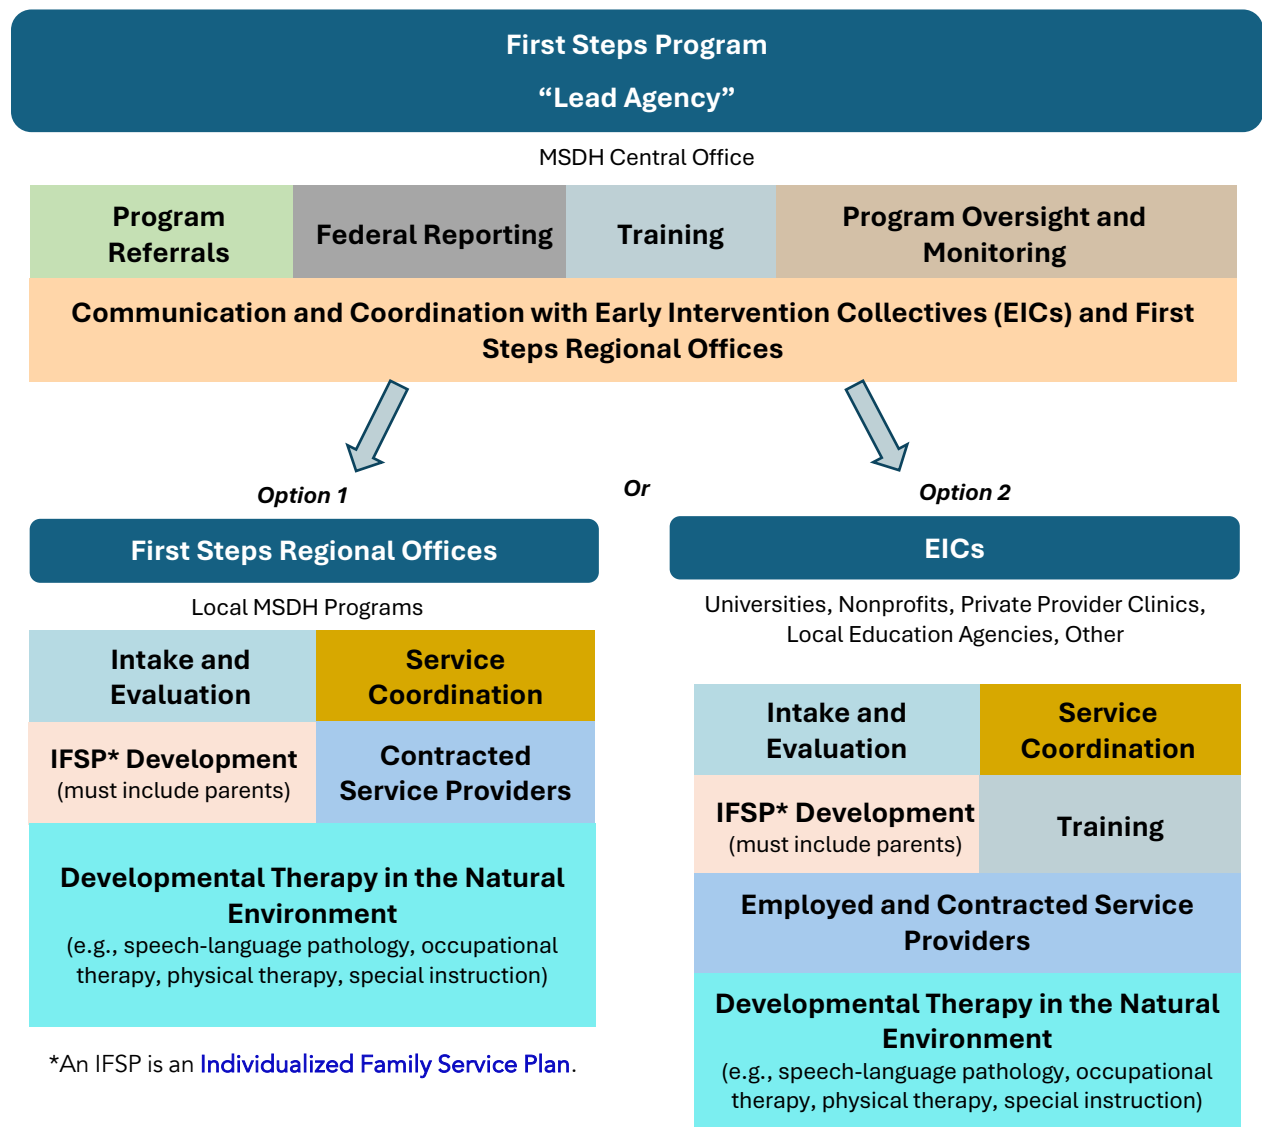 First Steps Program
“Lead Agency”
MSDH Central Office
Program
Referrals
Federal Reporting
Training
Program Oversight and
Monitoring
Communication and Coordination with Early Intervention Collectives (EICs) and First
Steps Regional Offices
Option 1
Or
Option 2
First Steps Regional Offices
Local MSDH Programs
Intake and
Evaluation
Service
Coordination
IFSP* Development
(must include parents)
Contracted
Service Providers
Developmental Therapy in the Natural
Environment
(e.g., speech-language pathology, occupational
therapy, physical therapy, special instruction)
*An IFSP is an Individualized Family Service Plan.
EICs
Universities, Nonprofits, Private Provider Clinics,
Local Education Agencies, Other
Intake and
Evaluation
Service
Coordination
IFSP* Development
(must include parents)
Training
Employed and Contracted Service
Providers
Developmental Therapy in the Natural
Environment
(e.g., speech-language pathology, occupational
therapy, physical therapy, special instruction)